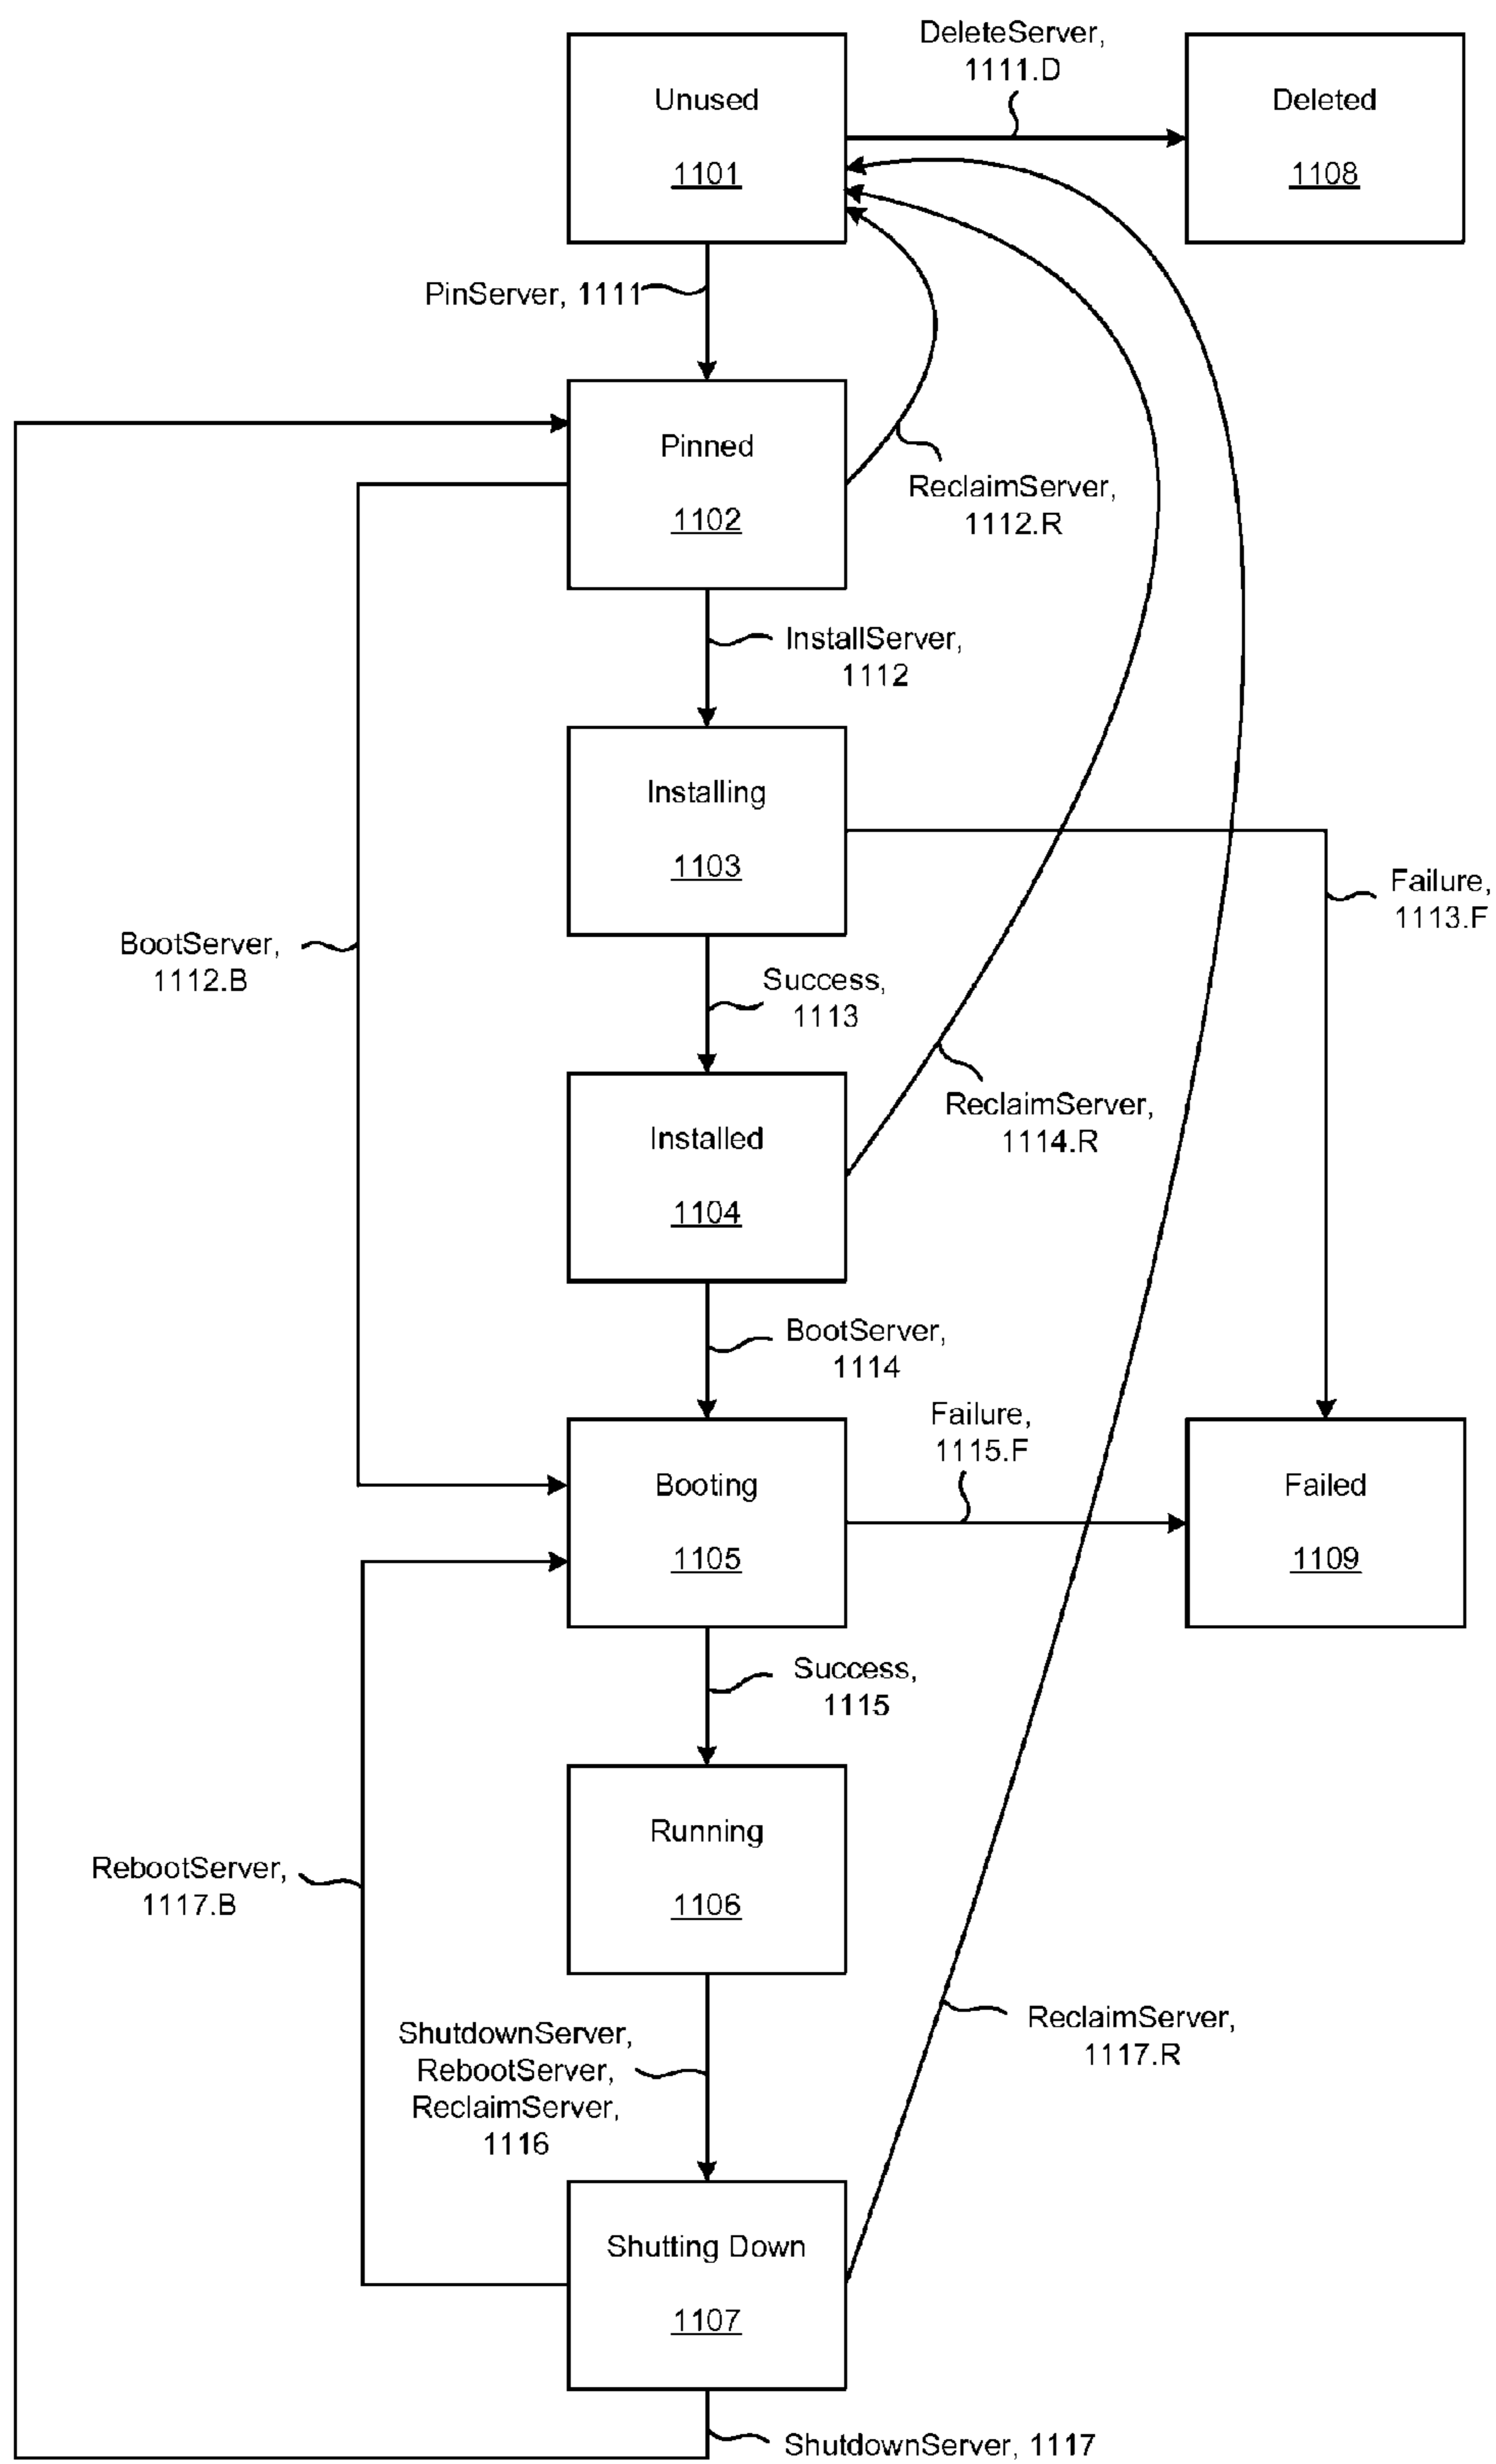 DeleteServer,
1111.D
Unused
1101
Deleted
1108
PinServer, 1111
Pinned
1102
ReclaimServer,
1112.R
InstallServer,
1112
Installing
1103
Failure,
1113.F
BootServer,
1112.B
Success,
1113
Installed
1104
ReclaimServer,
1114.R
BootServer,
1114
Failure,
1115.F
Booting
1105
Failed
1109
Success,
1115
Running
1106
RebootServer,
1117.B
ShutdownServer,
RebootServer,
ReclaimServer,
1116
ReclaimServer,
1117.R
Shutting Down
1107
ShutdownServer, 1117